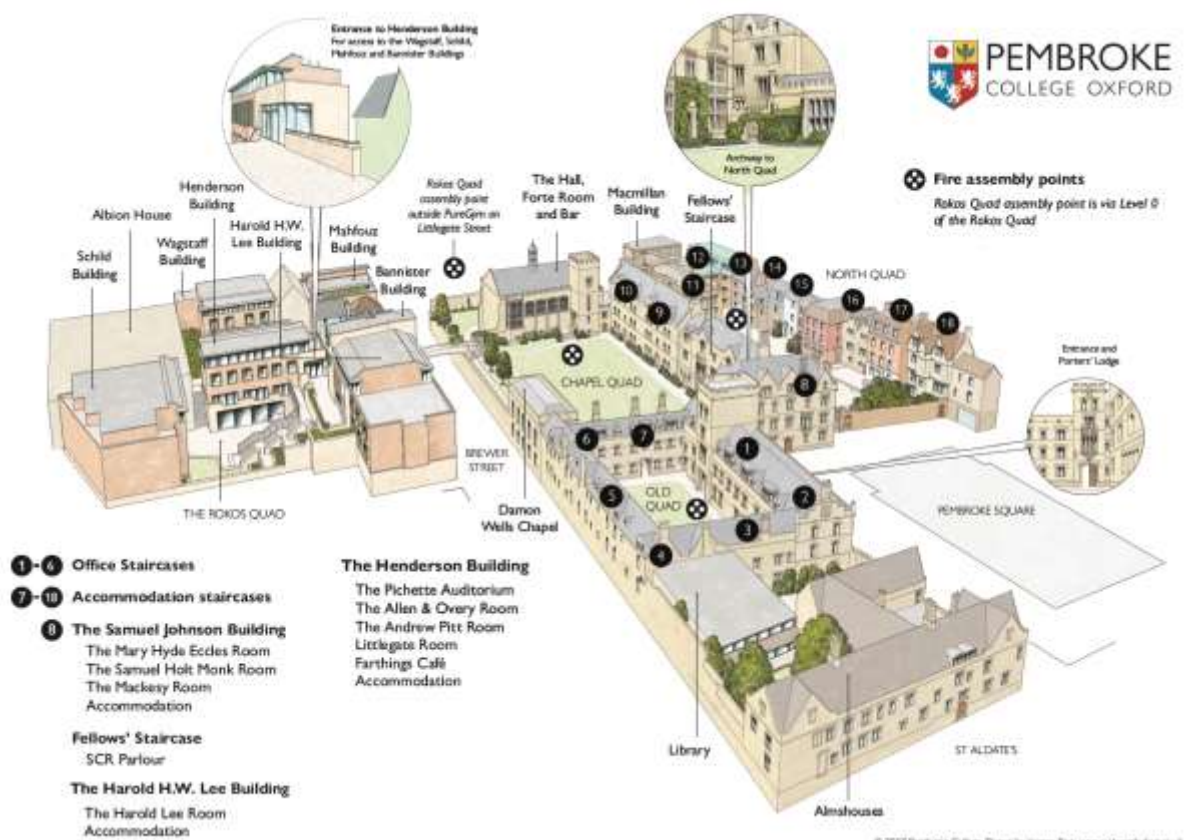 Entrance to Henderson Building
For access to the Wagstaff, Schild,
Mahfouz and Bannister Buildings
Archway to
North Quad
PEMBROKE
COLLEGE OXFORD
Fire assembly points
Rokos Quad assembly point is via Level 0
of the Rokos Quad
Albion House
Henderson
Building
Schild
Building
Wagstaff
Building
Harold H.W.
Lee Building
Mahfouz
Building
Bannister
Building
Rokos Quad
assembly point
outside PureGym on
Littlegate Street
The Hall,
Forte Room
and Bar
Macmillan
Building
Fellows'
Staircase
NORTH QUAD
12
13
14
15
16
17
18
10
11
9
8
CHAPEL QUAD
6
7
1
5
OLD
QUAD
2
3
4
Entrance and
Porters' Lodge
BREWER
STREET
Damon
Wells Chapel
THE ROKOS QUAD
PEMBROKE SQUARE
Library
Almshouses
ST ALDATE'S
1-6 Office Staircases
7-18 Accommodation staircases
8 The Samuel Johnson Building
The Mary Hyde Eccles Room
The Samuel Holt Monk Room
The Mackesy Room
Accommodation
Fellows' Staircase
SCR Parlour
The Harold H.W. Lee Building
The Harold Lee Room
Accommodation
The Henderson Building
The Pichette Auditorium
The Allen & Overy Room
The Andrew Pitt Room
Littlegate Room
Farthings Café
Accommodation